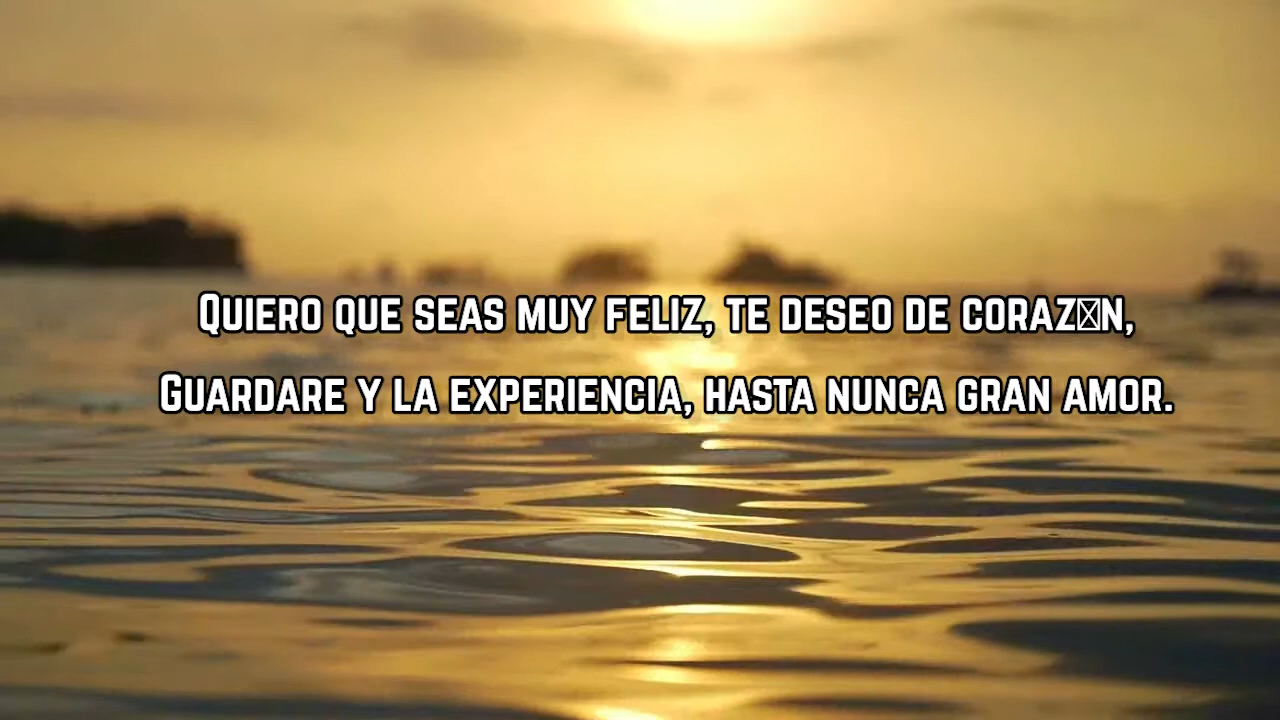 Quiero que seas muy feliz, te deseo de coraz☒n,
Guardare y la experiencia, hasta nunca gran amor.